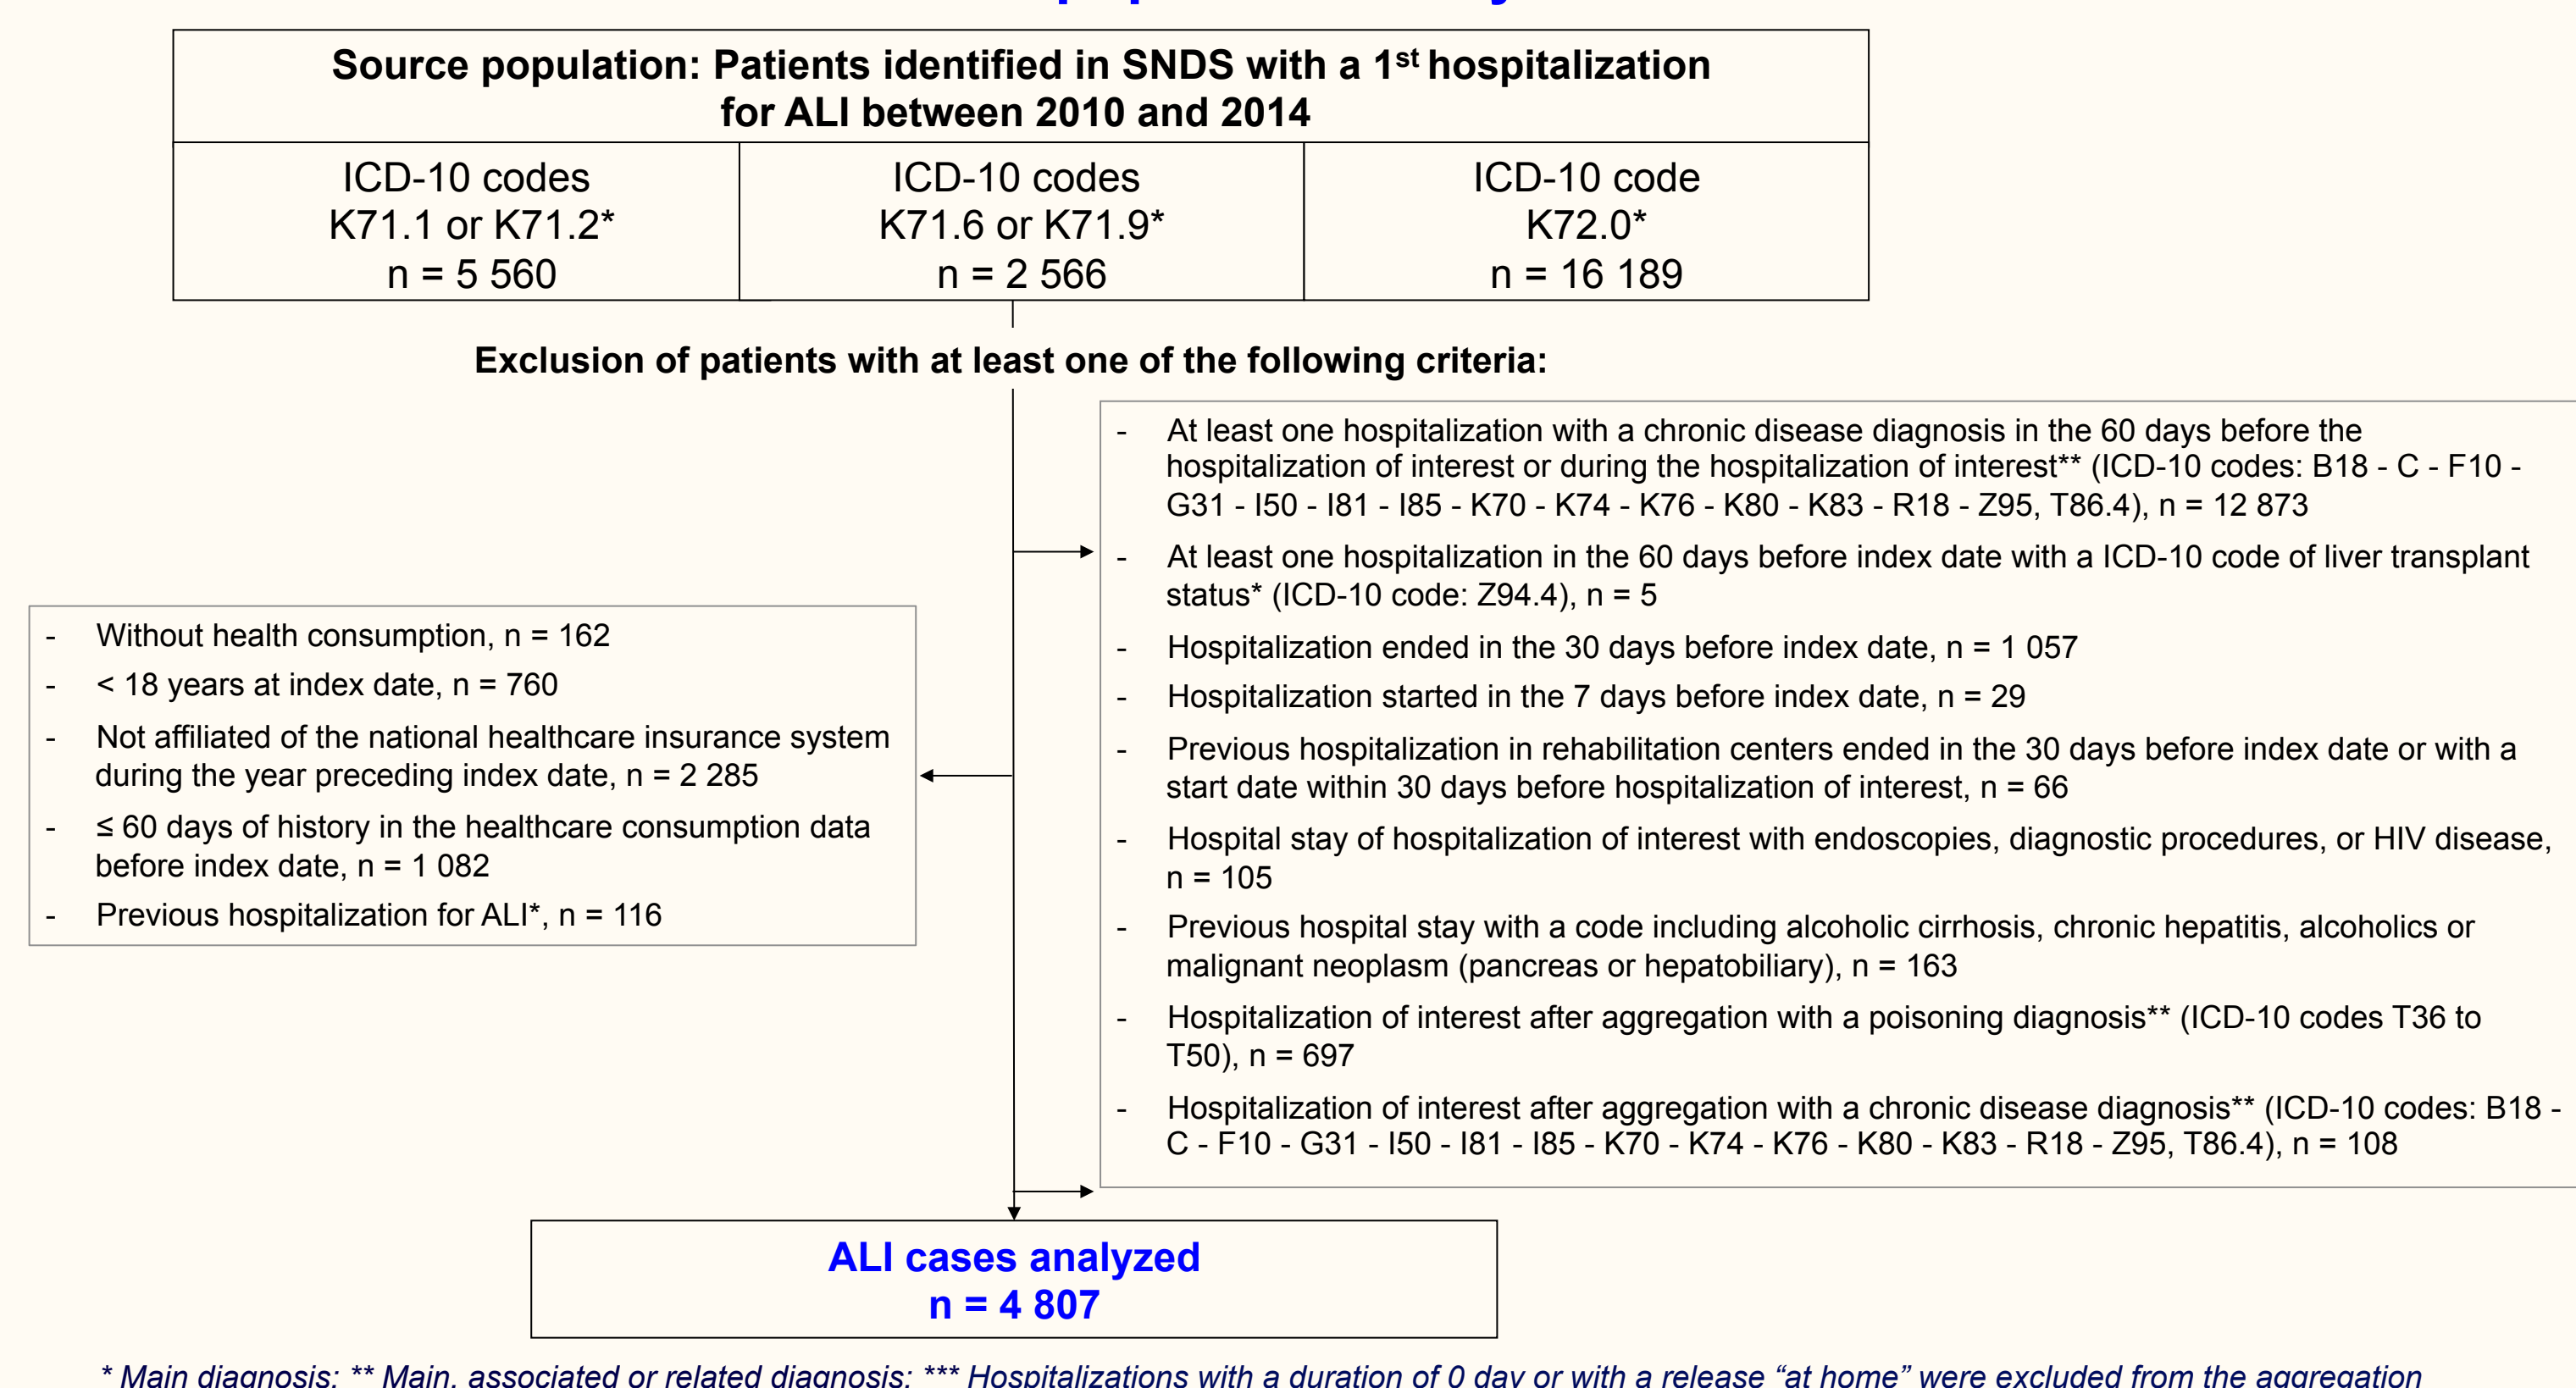 Source population: Patients identified in SNDS with a 1st hospitalization
for ALI between 2010 and 2014
ICD-10 codes
K71.1 or K71.2*
n = 5 560
ICD-10 codes
K71.6 or K71.9*
n = 2 566
ICD-10 code
K72.0*
n = 16 189
Exclusion of patients with at least one of the following criteria:
- At least one hospitalization with a chronic disease diagnosis in the 60 days before the
hospitalization of interest or during the hospitalization of interest** (ICD-10 codes: B18 - C - F10 -
G31 - I50 - I81 - I85 - K70 - K74 - K76 - K80 - K83 - R18 - Z95, T86.4), n = 12 873
- At least one hospitalization in the 60 days before index date with a ICD-10 code of liver transplant
status* (ICD-10 code: Z94.4), n = 5
- Hospitalization ended in the 30 days before index date, n = 1 057
- Hospitalization started in the 7 days before index date, n = 29
- Previous hospitalization in rehabilitation centers ended in the 30 days before index date or with a
start date within 30 days before hospitalization of interest, n = 66
- Hospital stay of hospitalization of interest with endoscopies, diagnostic procedures, or HIV disease,
n = 105
- Previous hospital stay with a code including alcoholic cirrhosis, chronic hepatitis, alcoholics or
malignant neoplasm (pancreas or hepatobiliary), n = 163
- Hospitalization of interest after aggregation with a poisoning diagnosis** (ICD-10 codes T36 to
T50), n = 697
- Hospitalization of interest after aggregation with a chronic disease diagnosis** (ICD-10 codes: B18 -
C - F10 - G31 - I50 - I81 - I85 - K70 - K74 - K76 - K80 - K83 - R18 - Z95, T86.4), n = 108
- Without health consumption, n = 162
- < 18 years at index date, n = 760
- Not affiliated of the national healthcare insurance system
during the year preceding index date, n = 2 285
- ≤ 60 days of history in the healthcare consumption data
before index date, n = 1 082
- Previous hospitalization for ALI*, n = 116
ALI cases analyzed
n = 4 807
* Main diagnosis; ** Main, associated or related diagnosis; *** Hospitalizations with a duration of 0 day or with a release “at home” were excluded from the aggregation